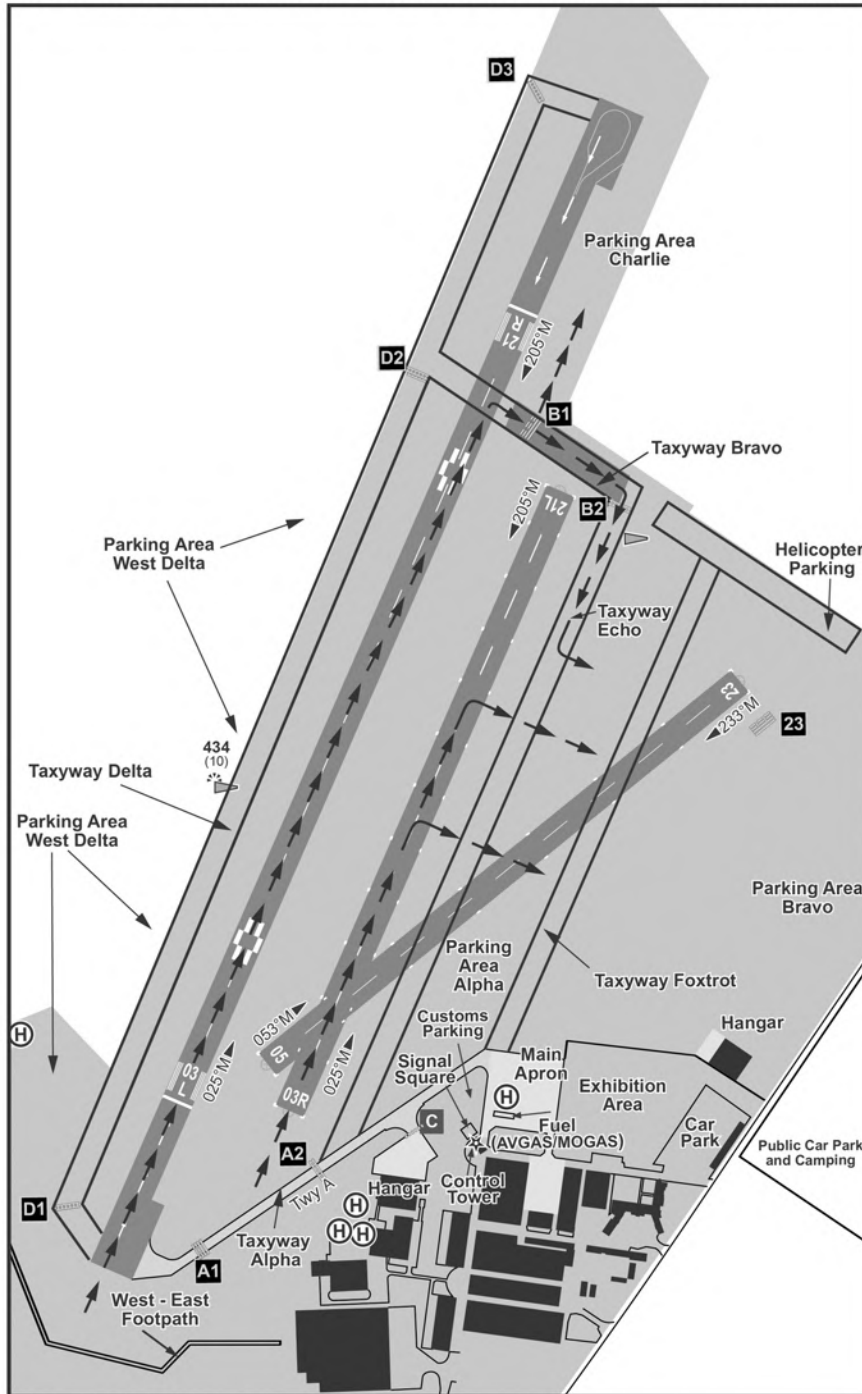 D3
Parking Area
Charlie
21
R
205°M
D2
B1
Taxyway Bravo
205°M
21L
B2
Parking Area
West Delta
Helicopter
Parking
Taxyway
Echo
23
233°M
23
434
(10)
Taxyway Delta
Parking Area
West Delta
Parking Area
Bravo
Parking
Area
Alpha
Taxyway Foxtrot
Customs
Parking
H
053°M
05
Signal
Square
Main
Apron
Hangar
03
L
025°M
03R
025°M
H
Exhibition
Area
C
Fuel
(AVGAS/MOGAS)
Car
Park
Public Car Park
and Camping
A2
Twy A
Hangar
Control
Tower
D1
H
H
H
Taxyway
Alpha
A1
West - East
Footpath